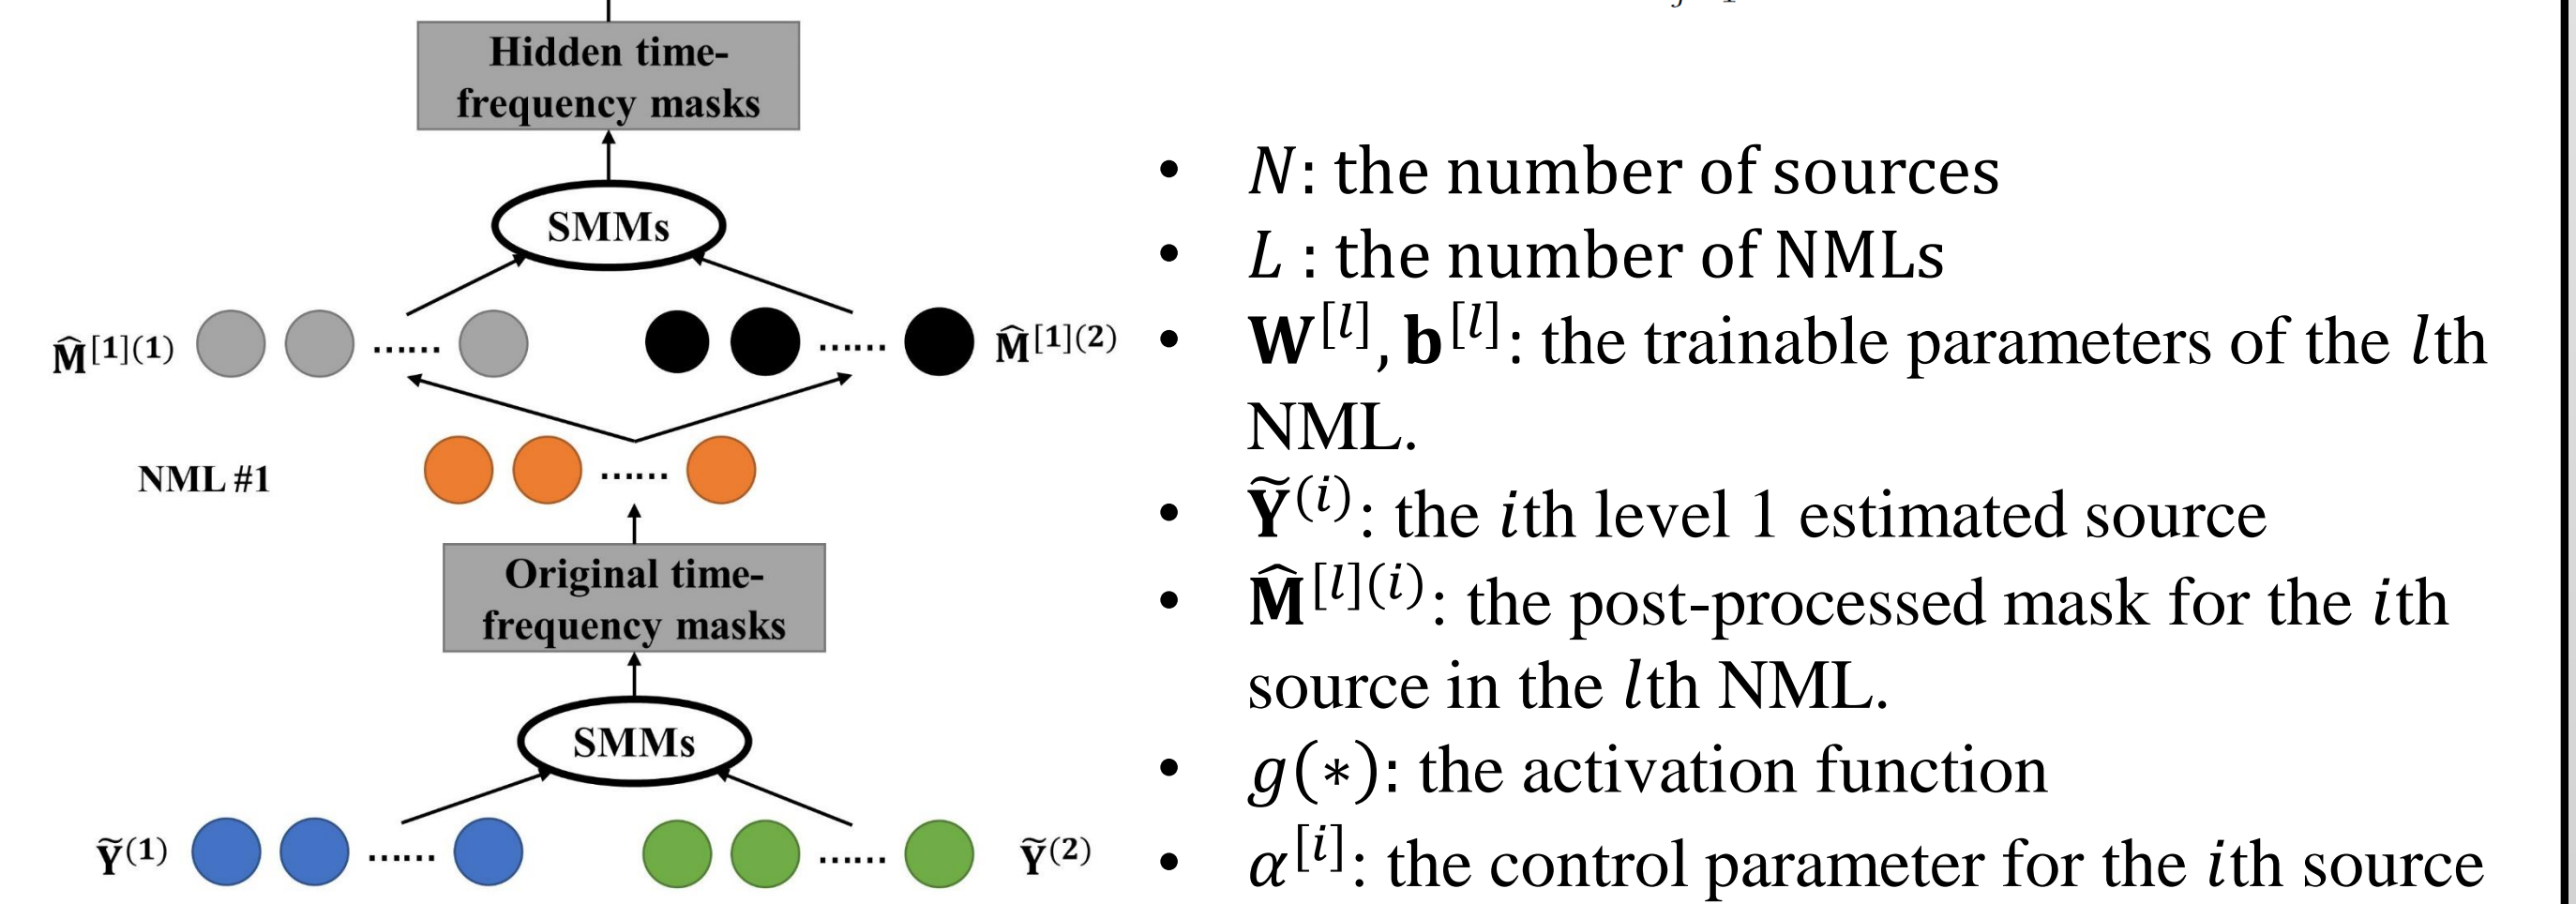 Hidden time-
frequency masks
SMMs
M̂[1](1) ...... ...... M̂[1](2)
NML #1 ......
Original time-
frequency masks
SMMs
Ỹ(1) ...... ...... Ỹ(2)
• N: the number of sources
• L : the number of NMLs
• W[l], b[l]: the trainable parameters of the lth
NML.
• Ỹ(i): the ith level 1 estimated source
• M̂[l](i): the post-processed mask for the ith
source in the lth NML.
• g(∗): the activation function
• α[i]: the control parameter for the ith source